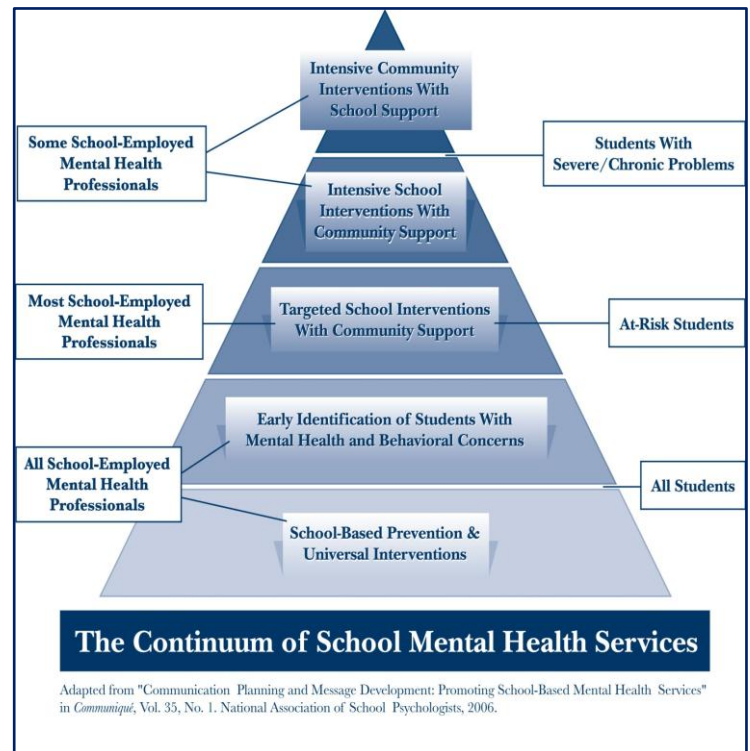 Intensive Community
Interventions With
School Support
Some School-Employed
Mental Health
Professionals
Students With
Severe/Chronic Problems
Intensive School
Interventions With
Community Support
Most School-Employed
Mental Health
Professionals
Targeted School Interventions
With Community Support
At-Risk Students
Early Identification of Students With
Mental Health and Behavioral Concerns
All School-Employed
Mental Health
Professionals
All Students
School-Based Prevention &
Universal Interventions
The Continuum of School Mental Health Services
Adapted from "Communication Planning and Message Development: Promoting School-Based Mental Health Services"
in Communiqué, Vol. 35, No. 1. National Association of School Psychologists, 2006.